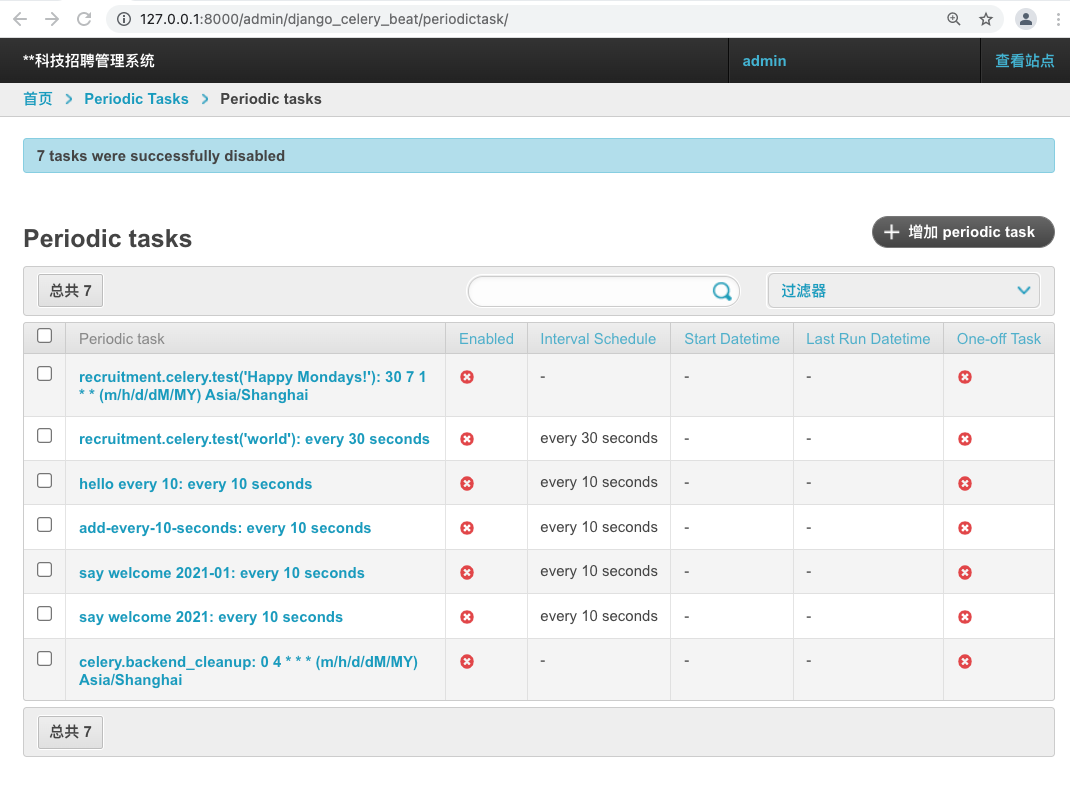 127.0.0.1:8000/admin/django_celery_beat/periodictask/
**科技招聘管理系统
admin
查看站点
首页 > Periodic Tasks > Periodic tasks
7 tasks were successfully disabled
Periodic tasks
增加 periodic task
总共 7
过滤器
Periodic task Enabled Interval Schedule Start Datetime Last Run Datetime One-off Task
recruitment.celery.test('Happy Mondays!'): 30 7 1 - - -
* * (m/h/d/dM/MY) Asia/Shanghai
recruitment.celery.test('world'): every 30 seconds every 30 seconds - -
hello every 10: every 10 seconds every 10 seconds - -
add-every-10-seconds: every 10 seconds every 10 seconds - -
say welcome 2021-01: every 10 seconds every 10 seconds - -
say welcome 2021: every 10 seconds every 10 seconds - -
celery.backend_cleanup: 0 4 * * * (m/h/d/dM/MY) - - -
Asia/Shanghai
总共 7